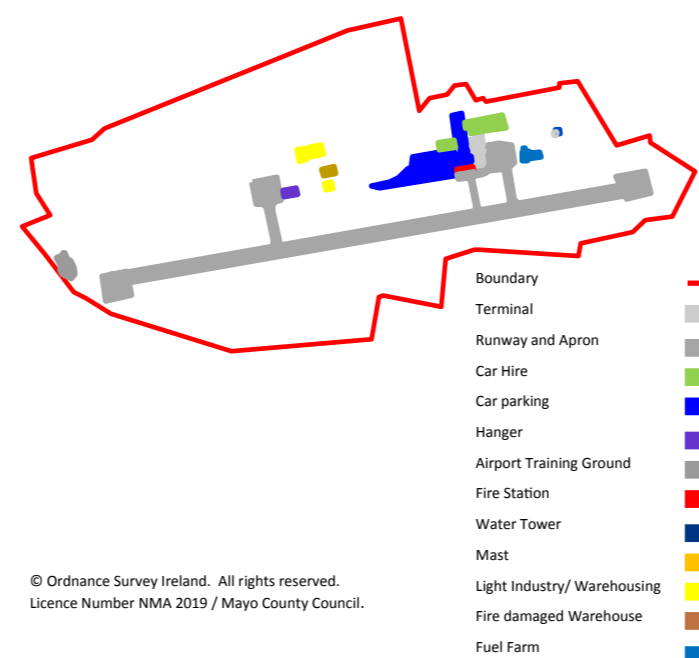 Boundary
Terminal
Runway and Apron
Car Hire
Car parking
Hanger
Airport Training Ground
Fire Station
Water Tower
Mast
Light Industry/ Warehousing
Fire damaged Warehouse
Fuel Farm
© Ordnance Survey Ireland. All rights reserved.
Licence Number NMA 2019 / Mayo County Council.